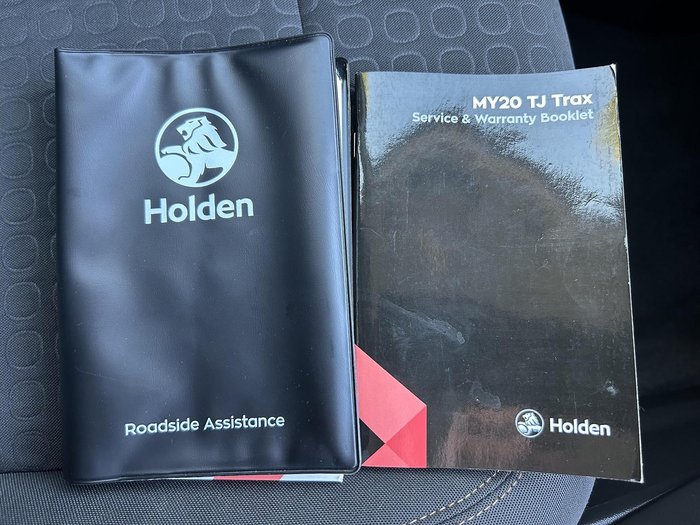 Holden
Roadside Assistance
MY20 TJ Trax
Service & Warranty Booklet
Holden